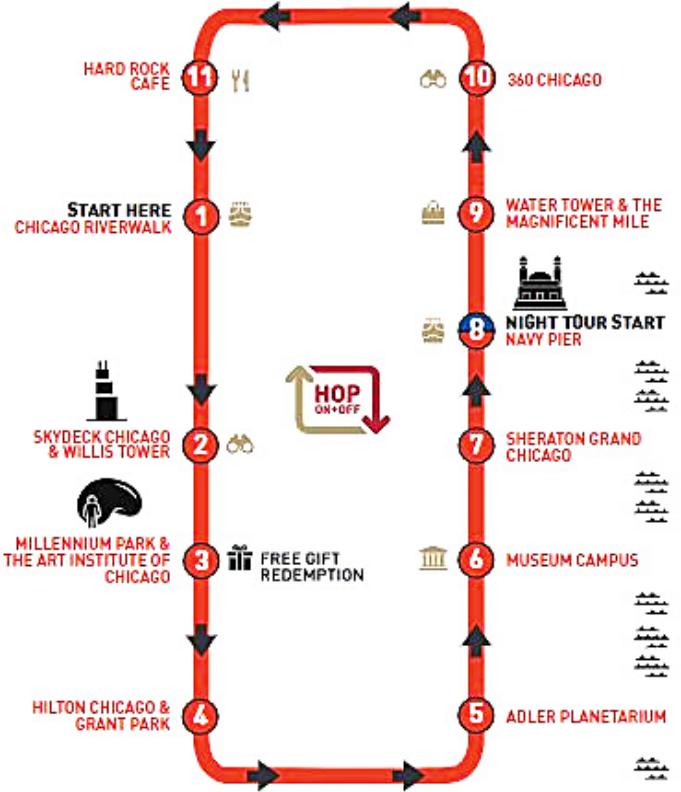 HARD ROCK
CAFE
11
10
360 CHICAGO
START HERE
CHICAGO RIVERWALK
1
9
WATER TOWER & THE
MAGNIFICENT MILE
8
NIGHT TOUR START
NAVY PIER
HOP
ON+OFF
SKYDECK CHICAGO
& WILLIS TOWER
2
7
SHERATON GRAND
CHICAGO
MILLENNIUM PARK &
THE ART INSTITUTE OF
CHICAGO
3
FREE GIFT
REDEMPTION
6
MUSEUM CAMPUS
HILTON CHICAGO &
GRANT PARK
4
5
ADLER PLANETARIUM